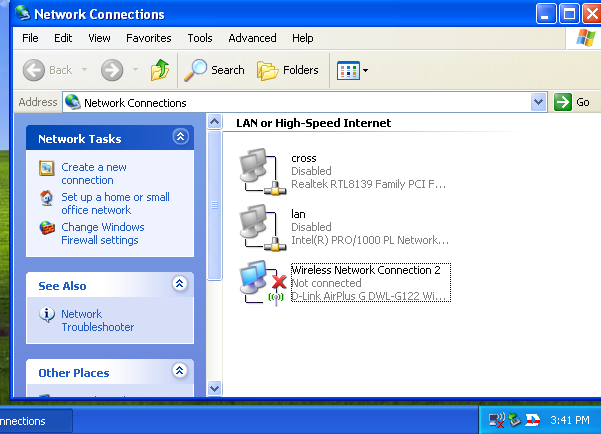 Network Connections
File Edit View Favorites Tools Advanced Help
Back Search Folders
Address Network Connections Go
Network Tasks
Create a new
connection
Set up a home or small
office network
Change Windows
Firewall settings
See Also
Network
Troubleshooter
Other Places
LAN or High-Speed Internet
cross
Disabled
Realtek RTL8139 Family PCI F...
lan
Disabled
Intel(R) PRO/1000 PL Network...
Wireless Network Connection 2
Not connected
D-Link AirPlus G DWL-G122 Wi...
nnections
3:41 PM